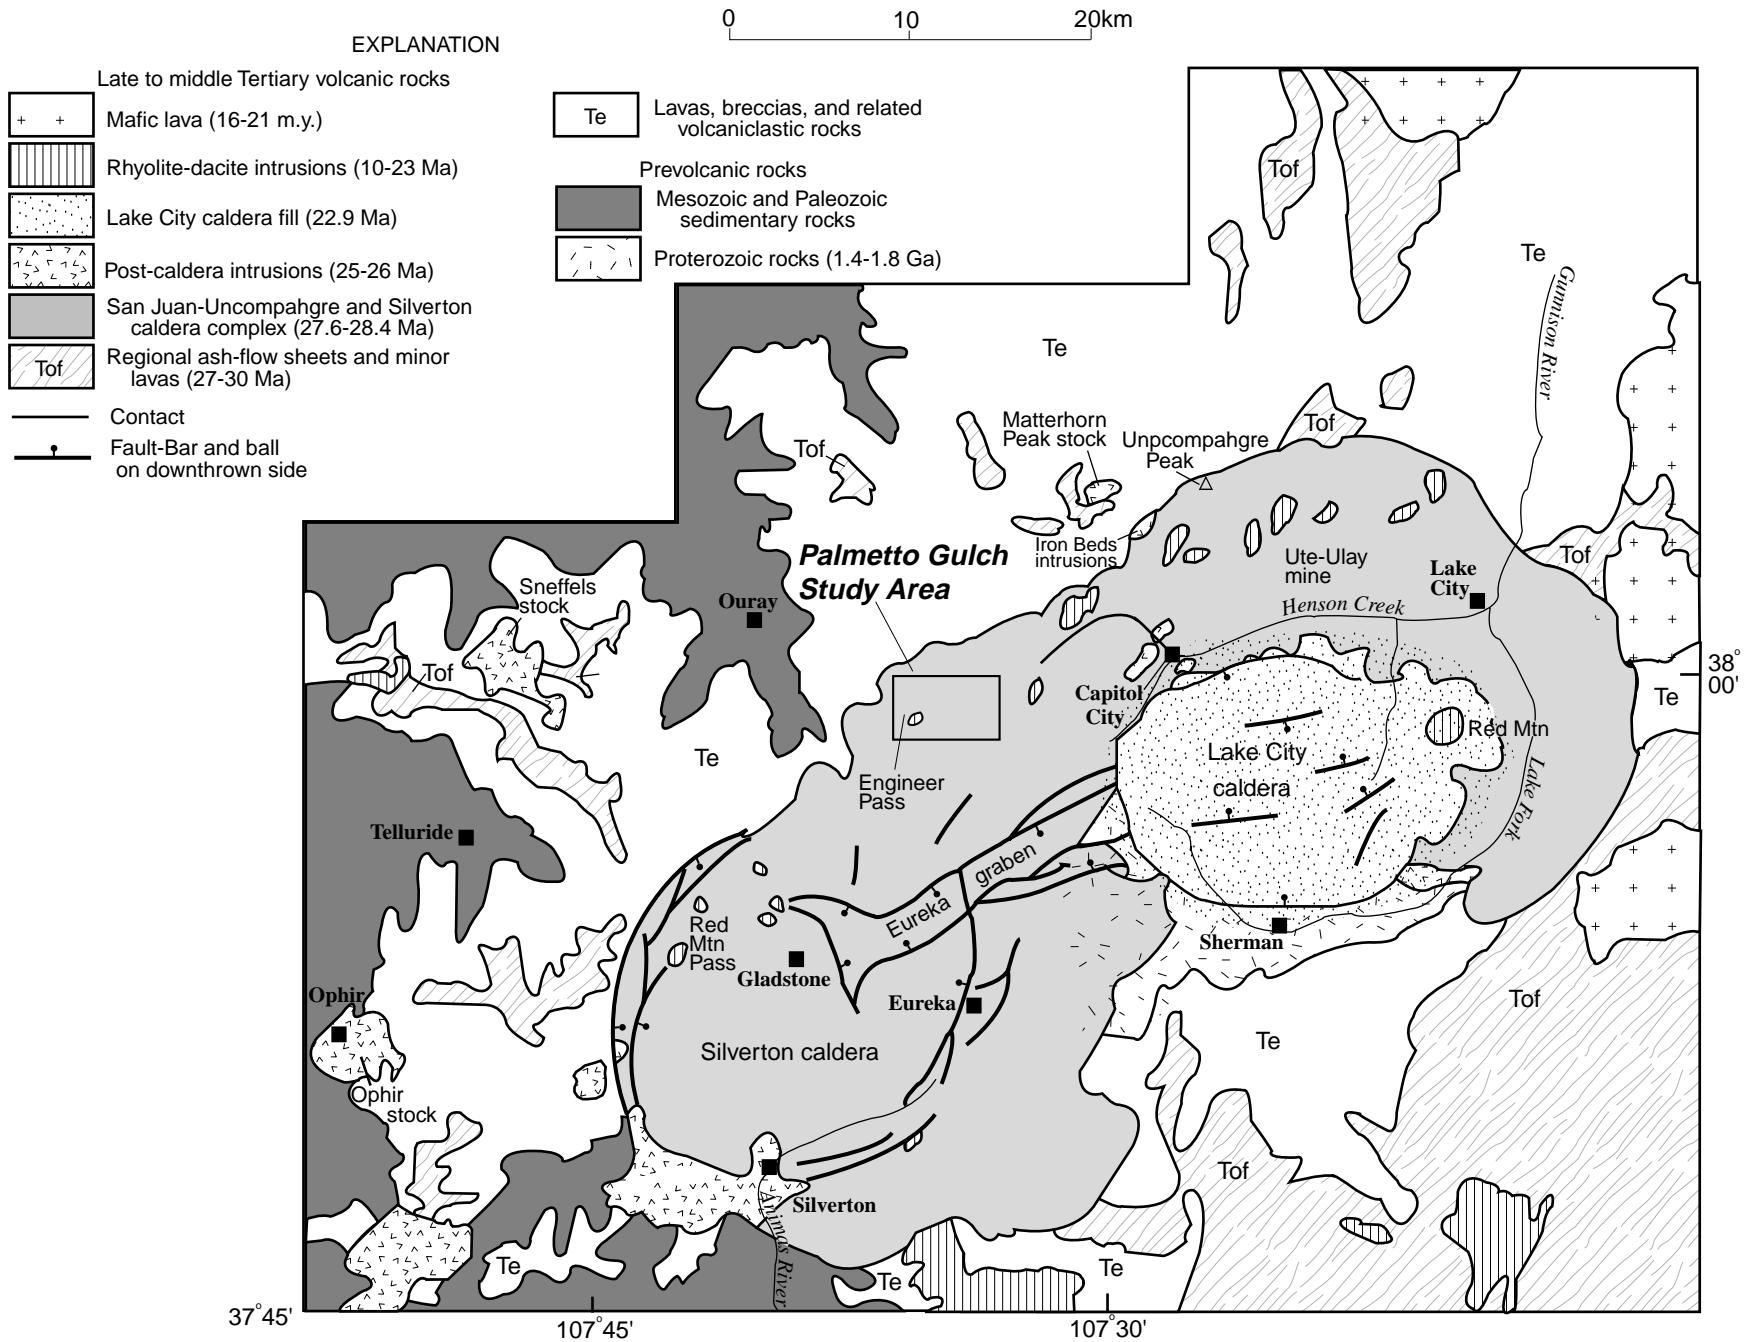 0 10 20km
EXPLANATION
Late to middle Tertiary volcanic rocks
Mafic lava (16-21 m.y.)
Rhyolite-dacite intrusions (10-23 Ma)
Lake City caldera fill (22.9 Ma)
Post-caldera intrusions (25-26 Ma)
San Juan-Uncompahgre and Silverton
caldera complex (27.6-28.4 Ma)
Tof
Regional ash-flow sheets and minor
lavas (27-30 Ma)
Contact
Fault-Bar and ball
on downthrown side
Te
Lavas, breccias, and related
volcaniclastic rocks
Prevolcanic rocks
Mesozoic and Paleozoic
sedimentary rocks
Proterozoic rocks (1.4-1.8 Ga)
Tof
Te
Gunnison River
Te
Matterhorn
Peak stock
Unpcompahgre
Peak
Tof
Tof
Iron Beds
intrusions
Ute-Ulay
mine
Lake
City
Tof
Henson Creek
Palmetto Gulch
Study Area
Sneffels
stock
Ouray
Tof
Capitol
City
38°
00'
Te
Red Mtn
Lake City
caldera
Lake Fork
Te
Engineer
Pass
Telluride
graben
Eureka
Red
Mtn
Pass
Gladstone
Sherman
Eureka
Ophir
Tof
Te
Silverton caldera
Ophir
stock
Tof
Silverton
Animas River
Te
Te
Te
37°45'
107°45'
107°30'